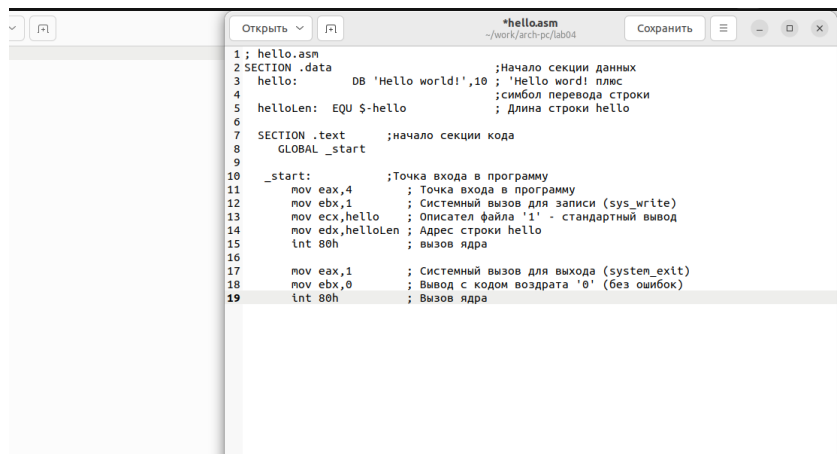 Открыть
*hello.asm
~/work/arch-pc/lab04
Сохранить
1 ; hello.asm
2 SECTION .data ;Начало секции данных
3 hello: DB 'Hello world!',10 ; 'Hello word! плюс
4 ;симбол перевода строки
5 helloLen: EQU $-hello ; Длина строки hello
6
7 SECTION .text ;начало секции кода
8 GLOBAL _start
9
10 _start: ;Точка входа в программу
11 mov eax,4 ; Точка входа в программу
12 mov ebx,1 ; Системный вызов для записи (sys_write)
13 mov ecx,hello ; Описател файла '1' - стандартный вывод
14 mov edx,helloLen ; Адрес строки hello
15 int 80h ; вызов ядра
16
17 mov eax,1 ; Системный вызов для выхода (system_exit)
18 mov ebx,0 ; Вывод с кодом воздрата '0' (без ошибок)
19 int 80h ; Вызов ядра